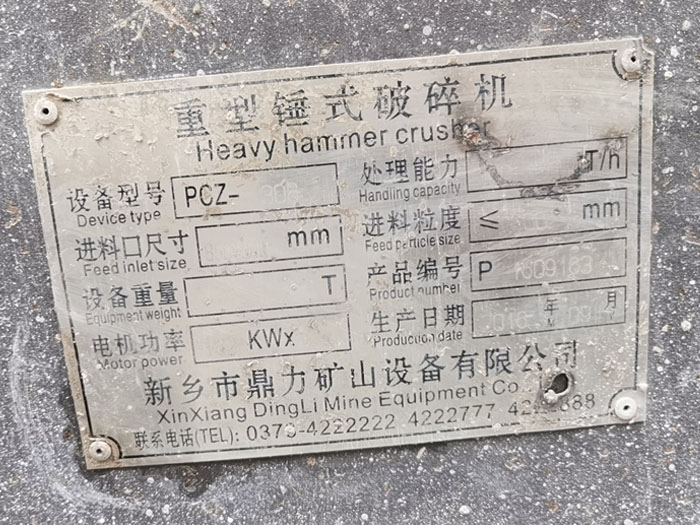 重型锤式破碎机
Heavy hammer crusher
设备型号 PCZ-
Device type
处理能力 T/h
Handling capacity
进料口尺寸 mm
Feed inlet size
进料粒度 ≤ mm
Feed particle size
设备重量 T
Equipment weight
产品编号 P 1609183
Product number
电机功率 KWx
Motor power
生产日期 年 月
Production date
新乡市鼎力矿山设备有限公司
XinXiang DingLi Mine Equipment Co.
联系电话(TEL): 0373-4222222 4222777 4222888